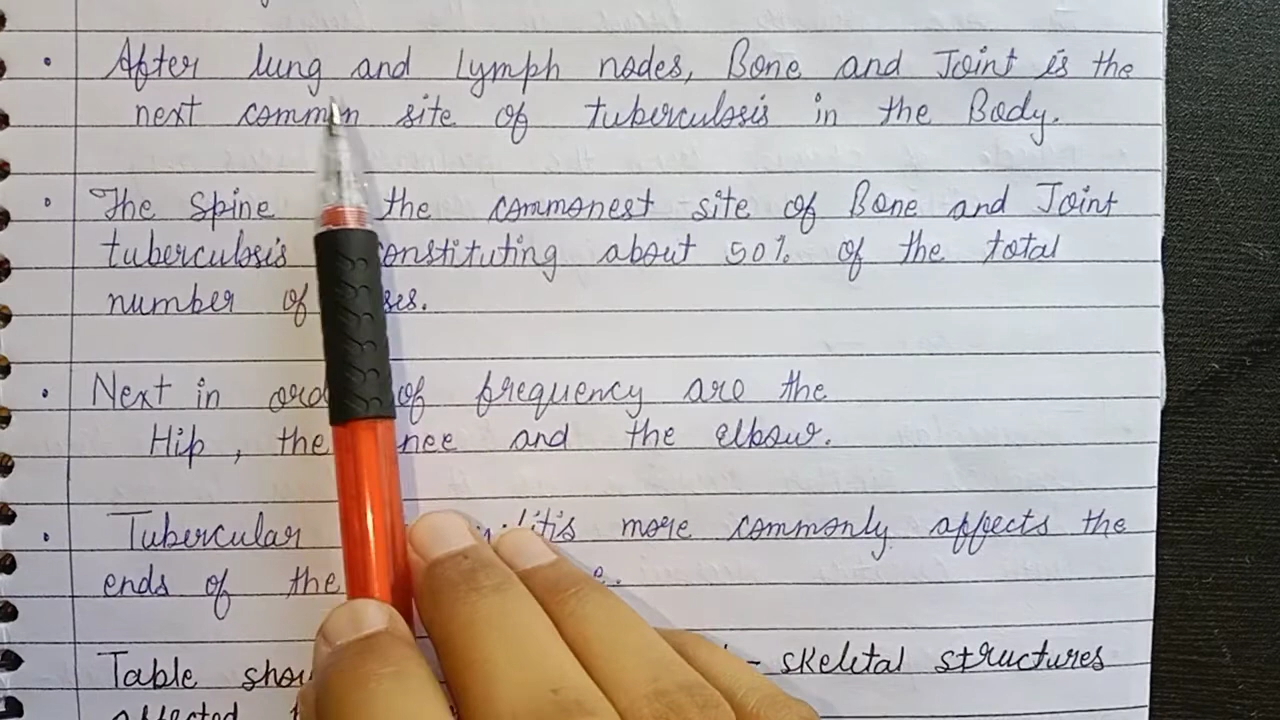 After lung and Lymph nodes, Bone and Joint is the
next common site of tuberculosis in the Body.
The Spine the commonest site of Bone and Joint
tuberculosis constituting about 50% of the total
number of
Next in of frequency are the
Hip, the knee and the elbow.
Tubercular more commonly affects the
ends of the
Table - skeletal structures